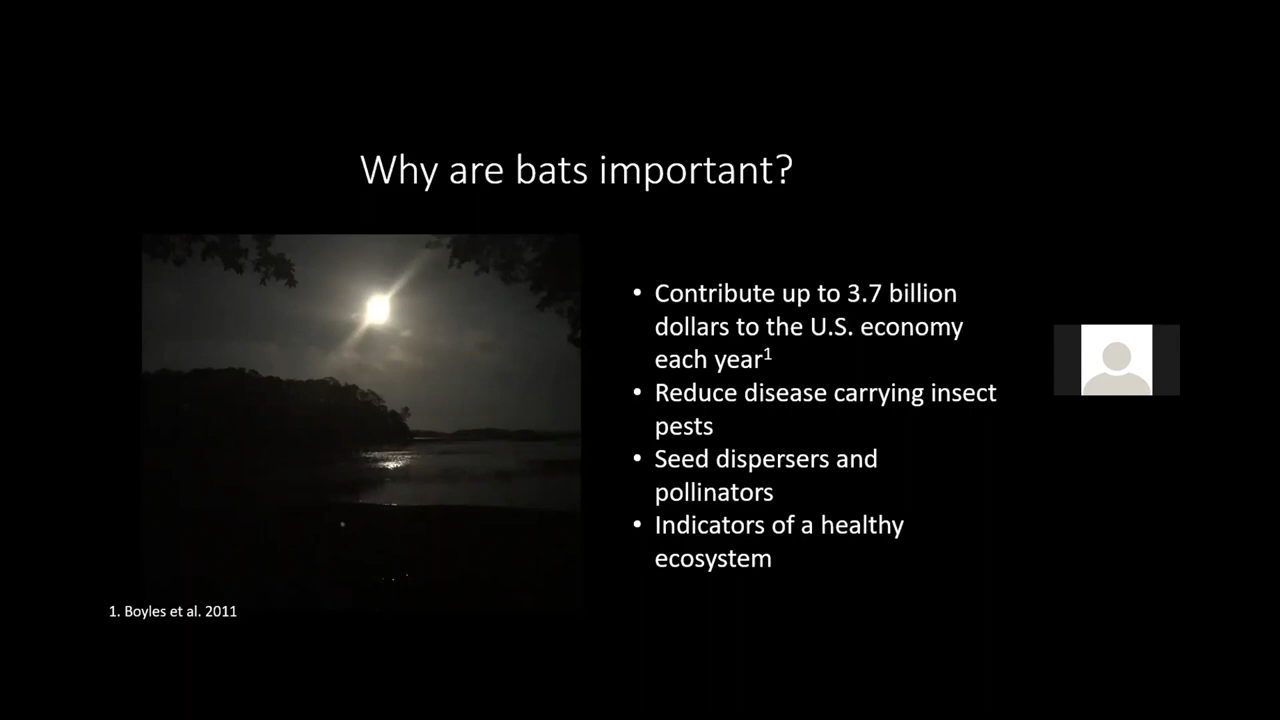 Why are bats important?
• Contribute up to 3.7 billion
dollars to the U.S. economy
each year¹
• Reduce disease carrying insect
pests
• Seed dispersers and
pollinators
• Indicators of a healthy
ecosystem
1. Boyles et al. 2011